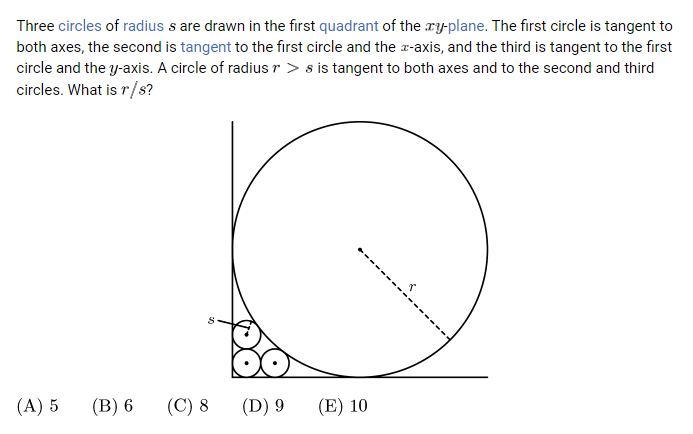 Three circles of radius s are drawn in the first quadrant of the xy-plane. The first circle is tangent to
both axes, the second is tangent to the first circle and the x-axis, and the third is tangent to the first
circle and the y-axis. A circle of radius r > s is tangent to both axes and to the second and third
circles. What is r/s?
r
s
(A) 5 (B) 6 (C) 8 (D) 9 (E) 10